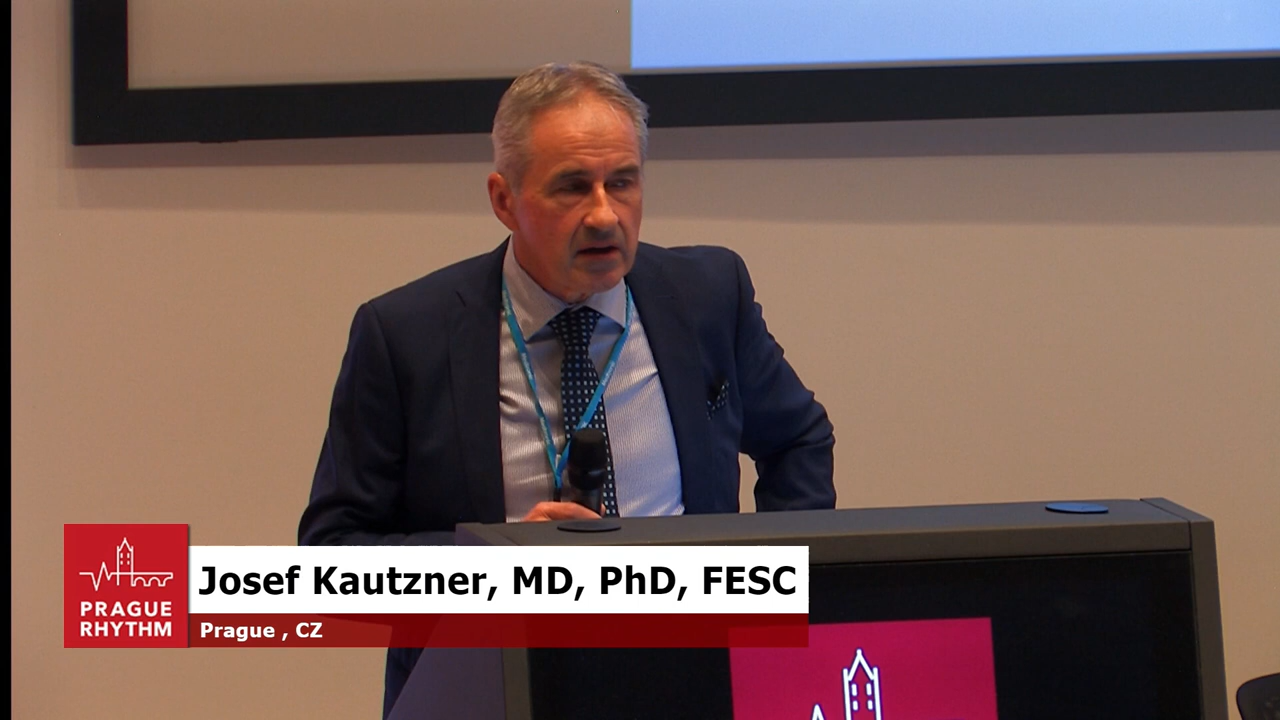 Josef Kautzner, MD, PhD, FESC
PRAGUE
RHYTHM
Prague , CZ